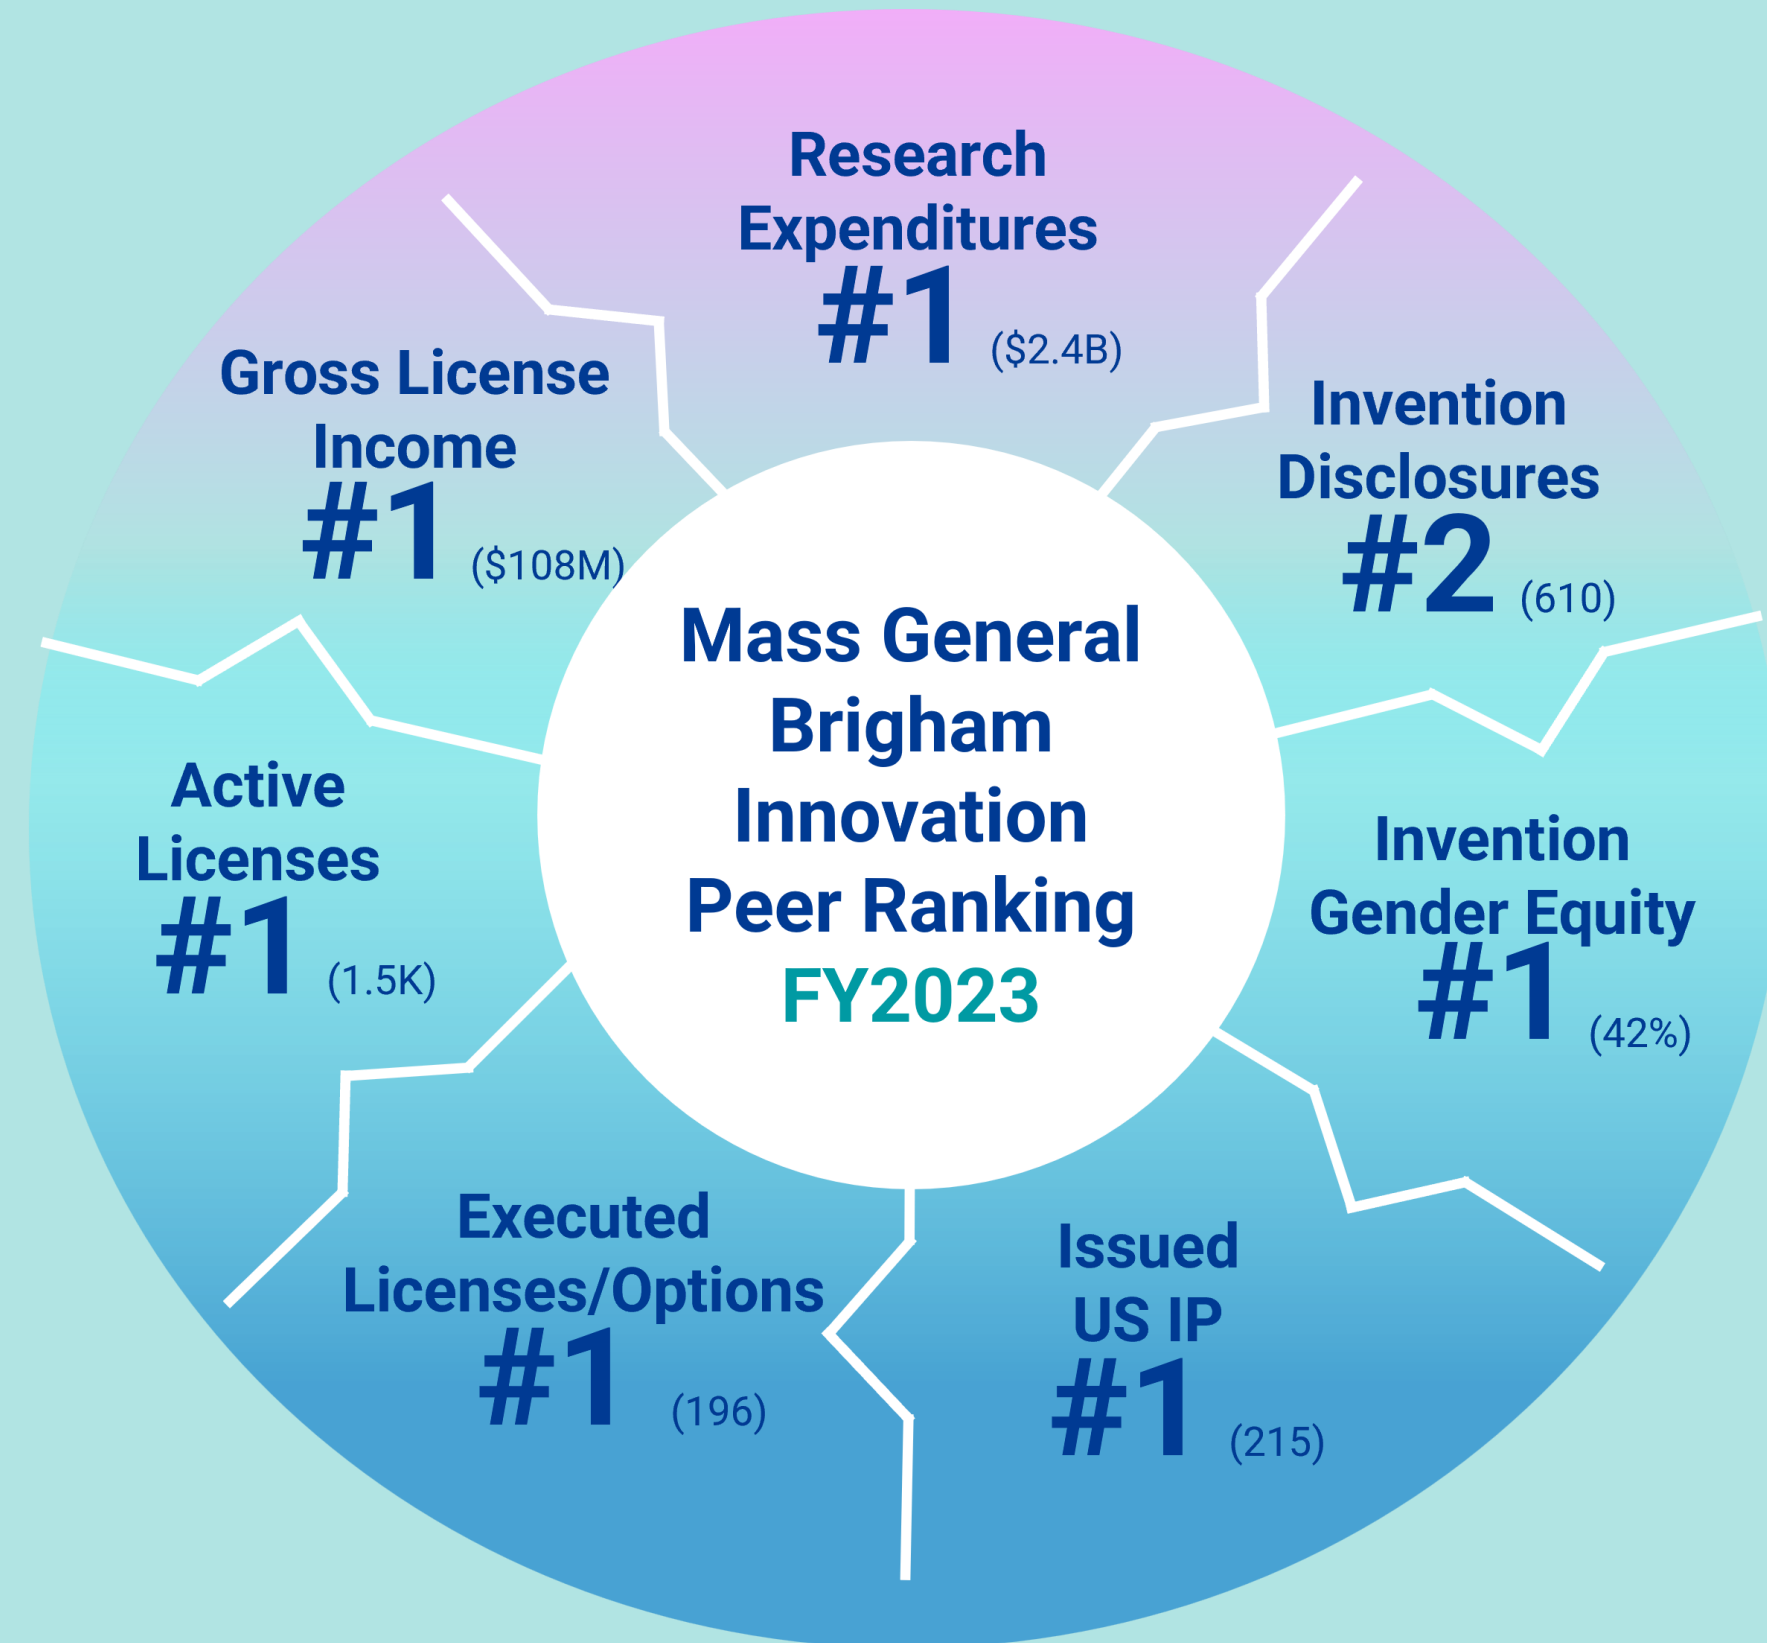 Research
Expenditures
#1 ($2.4B)
Invention
Disclosures
#2 (610)
Invention
Gender Equity
#1 (42%)
Issued
US IP
#1 (215)
Executed
Licenses/Options
#1 (196)
Active
Licenses
#1 (1.5K)
Gross License
Income
#1 ($108M)
Mass General
Brigham
Innovation
Peer Ranking
FY2023